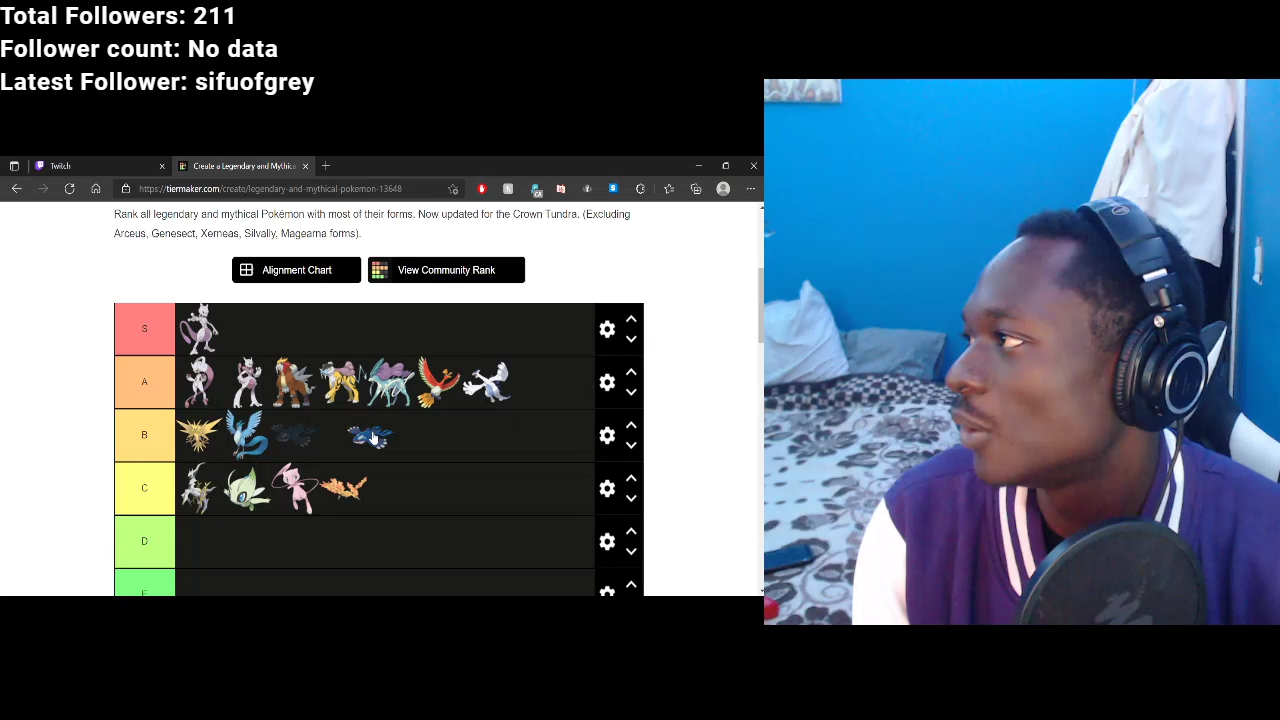 Total Followers: 211
Follower count: No data
Latest Follower: sifuofgrey
Twitch
Create a Legendary and Mythica
https://tiermaker.com/create/legendary-and-mythical-pokemon-13648
Rank all legendary and mythical Pokémon with most of their forms. Now updated for the Crown Tundra. (Excluding
Arceus, Genesect, Xerneas, Silvally, Magearna forms).
Alignment Chart
View Community Rank
S
A
B
C
D